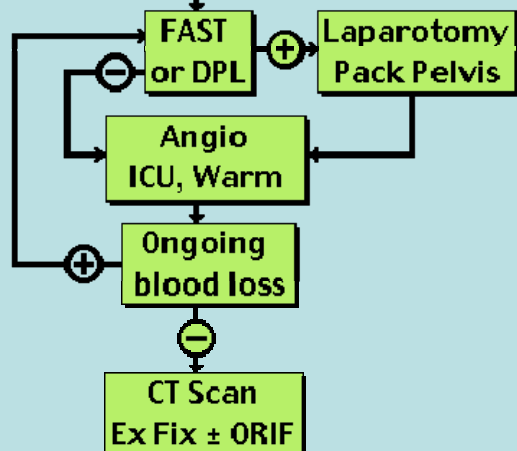 FAST
or DPL
+
Laparotomy
Pack Pelvis
−
Angio
ICU, Warm
Ongoing
blood loss
+
−
CT Scan
Ex Fix ± ORIF